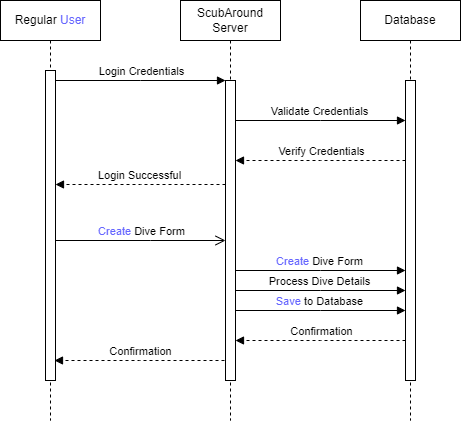 Regular User
ScubAround
Server
Database
Login Credentials
Validate Credentials
Verify Credentials
Login Successful
Create Dive Form
Create Dive Form
Process Dive Details
Save to Database
Confirmation
Confirmation